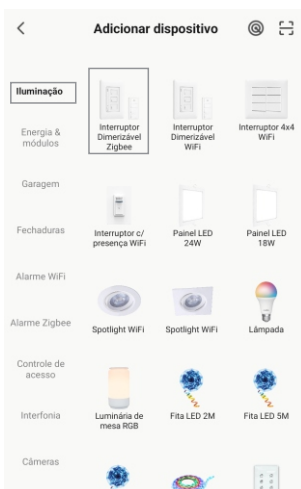 Adicionar dispositivo
Iluminação
Energia &
módulos
Garagem
Fechaduras
Alarme WiFi
Alarme Zigbee
Controle de
acesso
Interfonia
Câmeras
Interruptor
Dimerizável
Zigbee
Interruptor
Dimerizável
WiFi
Interruptor 4x4
WiFi
Interruptor c/
presença WiFi
Painel LED
24W
Painel LED
18W
Spotlight WiFi
Spotlight WiFi
Lâmpada
Luminária de
mesa RGB
Fita LED 2M
Fita LED 5M